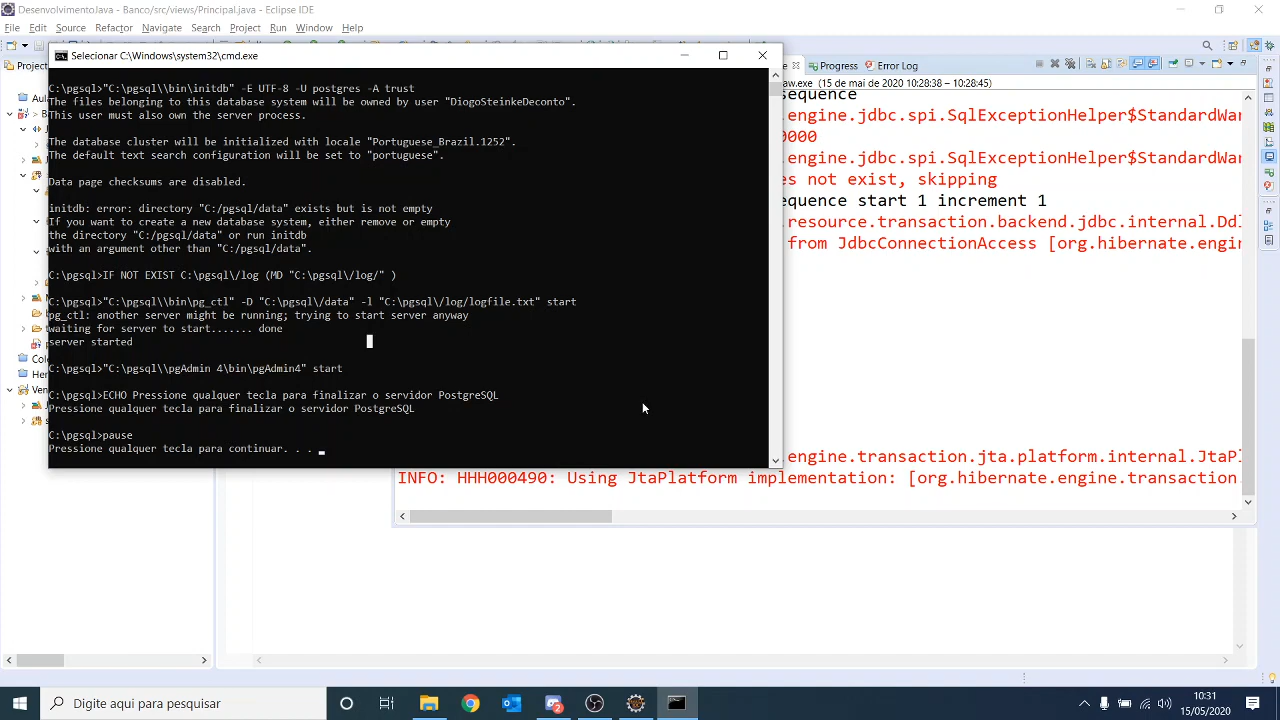 Desenvolvimento.Java - Banco/src/views/Principal.java - Eclipse IDE
File Edit Source Refactor Navigate Search Project Run Window Help
Selecionar C:\Windows\system32\cmd.exe
C:\pgsql>"C:\pgsql\\bin\initdb" -E UTF-8 -U postgres -A trust
The files belonging to this database system will be owned by user "DiogoSteinkeDeconto".
This user must also own the server process.
The database cluster will be initialized with locale "Portuguese_Brazil.1252".
The default text search configuration will be set to "portuguese".
Data page checksums are disabled.
initdb: error: directory "C:/pgsql/data" exists but is not empty
If you want to create a new database system, either remove or empty
the directory "C:/pgsql/data" or run initdb
with an argument other than "C:/pgsql/data".
C:\pgsql>IF NOT EXIST C:\pgsql\/log (MD "C:\pgsql\/log/" )
C:\pgsql>"C:\pgsql\\bin\pg_ctl" -D "C:\pgsql\/data" -l "C:\pgsql\/log/logfile.txt" start
pg_ctl: another server might be running; trying to start server anyway
waiting for server to start....... done
server started
C:\pgsql>"C:\pgsql\\pgAdmin 4\bin\pgAdmin4" start
C:\pgsql>ECHO Pressione qualquer tecla para finalizar o servidor PostgreSQL
Pressione qualquer tecla para finalizar o servidor PostgreSQL
C:\pgsql>pause
Pressione qualquer tecla para continuar. . .
Proj
Aul
B
Colo
Her
Ven
Progress Error Log
aw.exe (15 de mai de 2020 10:28:38 – 10:28:45)
sequence
engine.jdbc.spi.SqlExceptionHelper$StandardWar
0000
engine.jdbc.spi.SqlExceptionHelper$StandardWar
es not exist, skipping
equence start 1 increment 1
resource.transaction.backend.jdbc.internal.Ddl
from JdbcConnectionAccess [org.hibernate.engin
engine.transaction.jta.platform.internal.JtaPl
INFO: HHH000490: Using JtaPlatform implementation: [org.hibernate.engine.transaction.
Digite aqui para pesquisar
10:31
15/05/2020